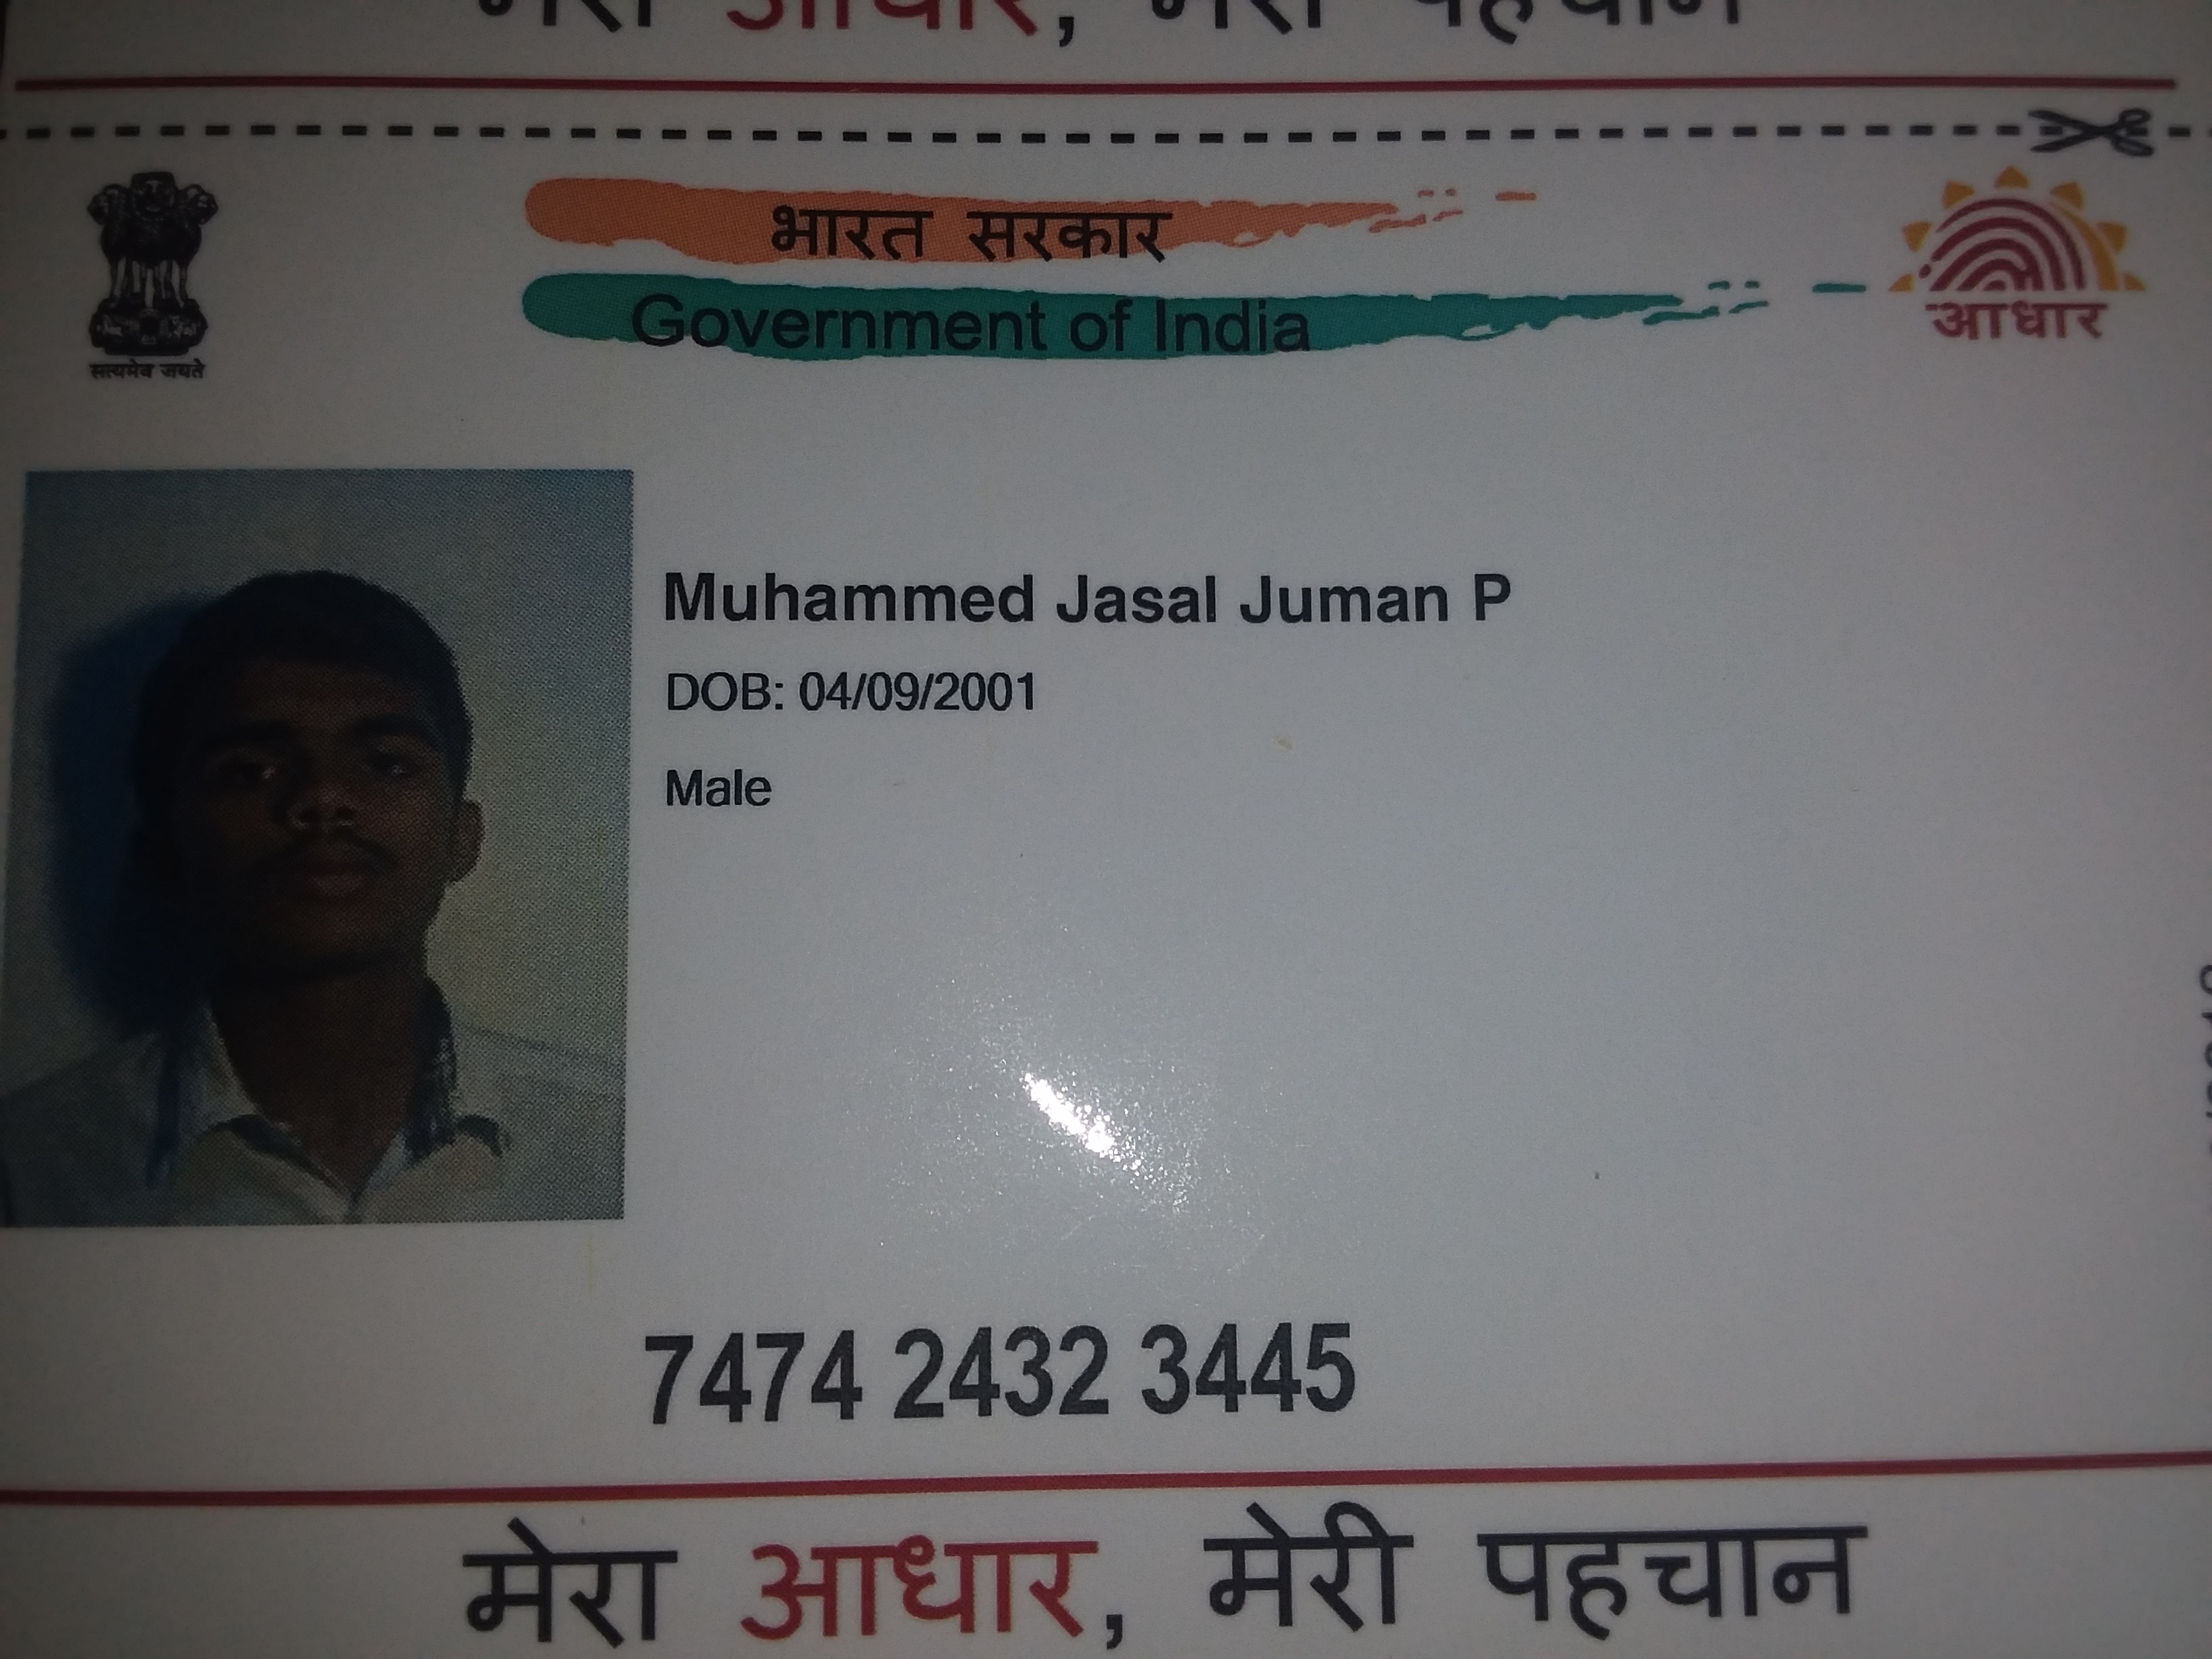 सत्यमेव जयते
भारत सरकार
Government of India
आधार
Muhammed Jasal Juman P
DOB: 04/09/2001
Male
7474 2432 3445
मेरा आधार, मेरी पहचान